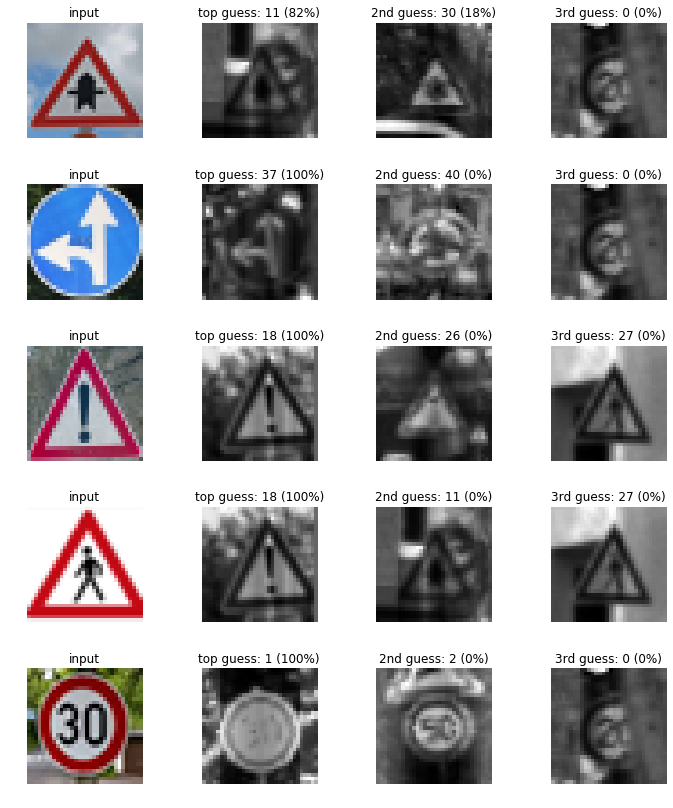 input top guess: 11 (82%) 2nd guess: 30 (18%) 3rd guess: 0 (0%)
input top guess: 37 (100%) 2nd guess: 40 (0%) 3rd guess: 0 (0%)
input top guess: 18 (100%) 2nd guess: 26 (0%) 3rd guess: 27 (0%)
input top guess: 18 (100%) 2nd guess: 11 (0%) 3rd guess: 27 (0%)
input top guess: 1 (100%) 2nd guess: 2 (0%) 3rd guess: 0 (0%)
30 50